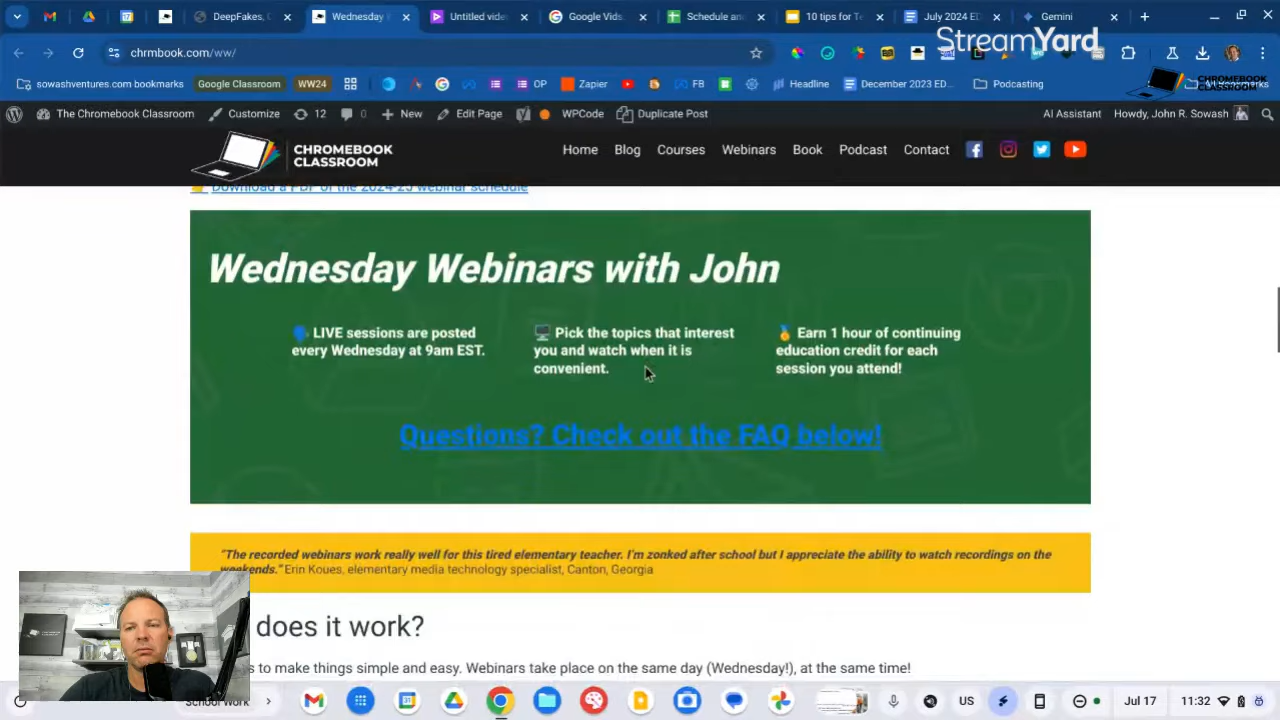 DeepFakes, C
Wednesday
Untitled video
Google Vids.
Schedule an
10 tips for Te
July 2024 ED
Gemini
StreamYard
chrmbook.com/ww/
sowashventures.com bookmarks
Google Classroom
WW24
OP
Zapier
FB
Headline
December 2023 ED...
Podcasting
CHROMEBOOK
CLASSROOM
The Chromebook Classroom
Customize
12
0
New
Edit Page
WPCode
Duplicate Post
AI Assistant
Howdy, John R. Sowash
CHROMEBOOK
CLASSROOM
Home
Blog
Courses
Webinars
Book
Podcast
Contact
Download a PDF of the 2024-25 webinar schedule
Wednesday Webinars with John
LIVE sessions are posted
every Wednesday at 9am EST.
Pick the topics that interest
you and watch when it is
convenient.
Earn 1 hour of continuing
education credit for each
session you attend!
Questions? Check out the FAQ below!
"The recorded webinars work really well for this tired elementary teacher. I'm zonked after school but I appreciate the ability to watch recordings on the
weekends." Erin Koues, elementary media technology specialist, Canton, Georgia
does it work?
to make things simple and easy. Webinars take place on the same day (Wednesday!), at the same time!
School Work
US
Jul 17
11:32